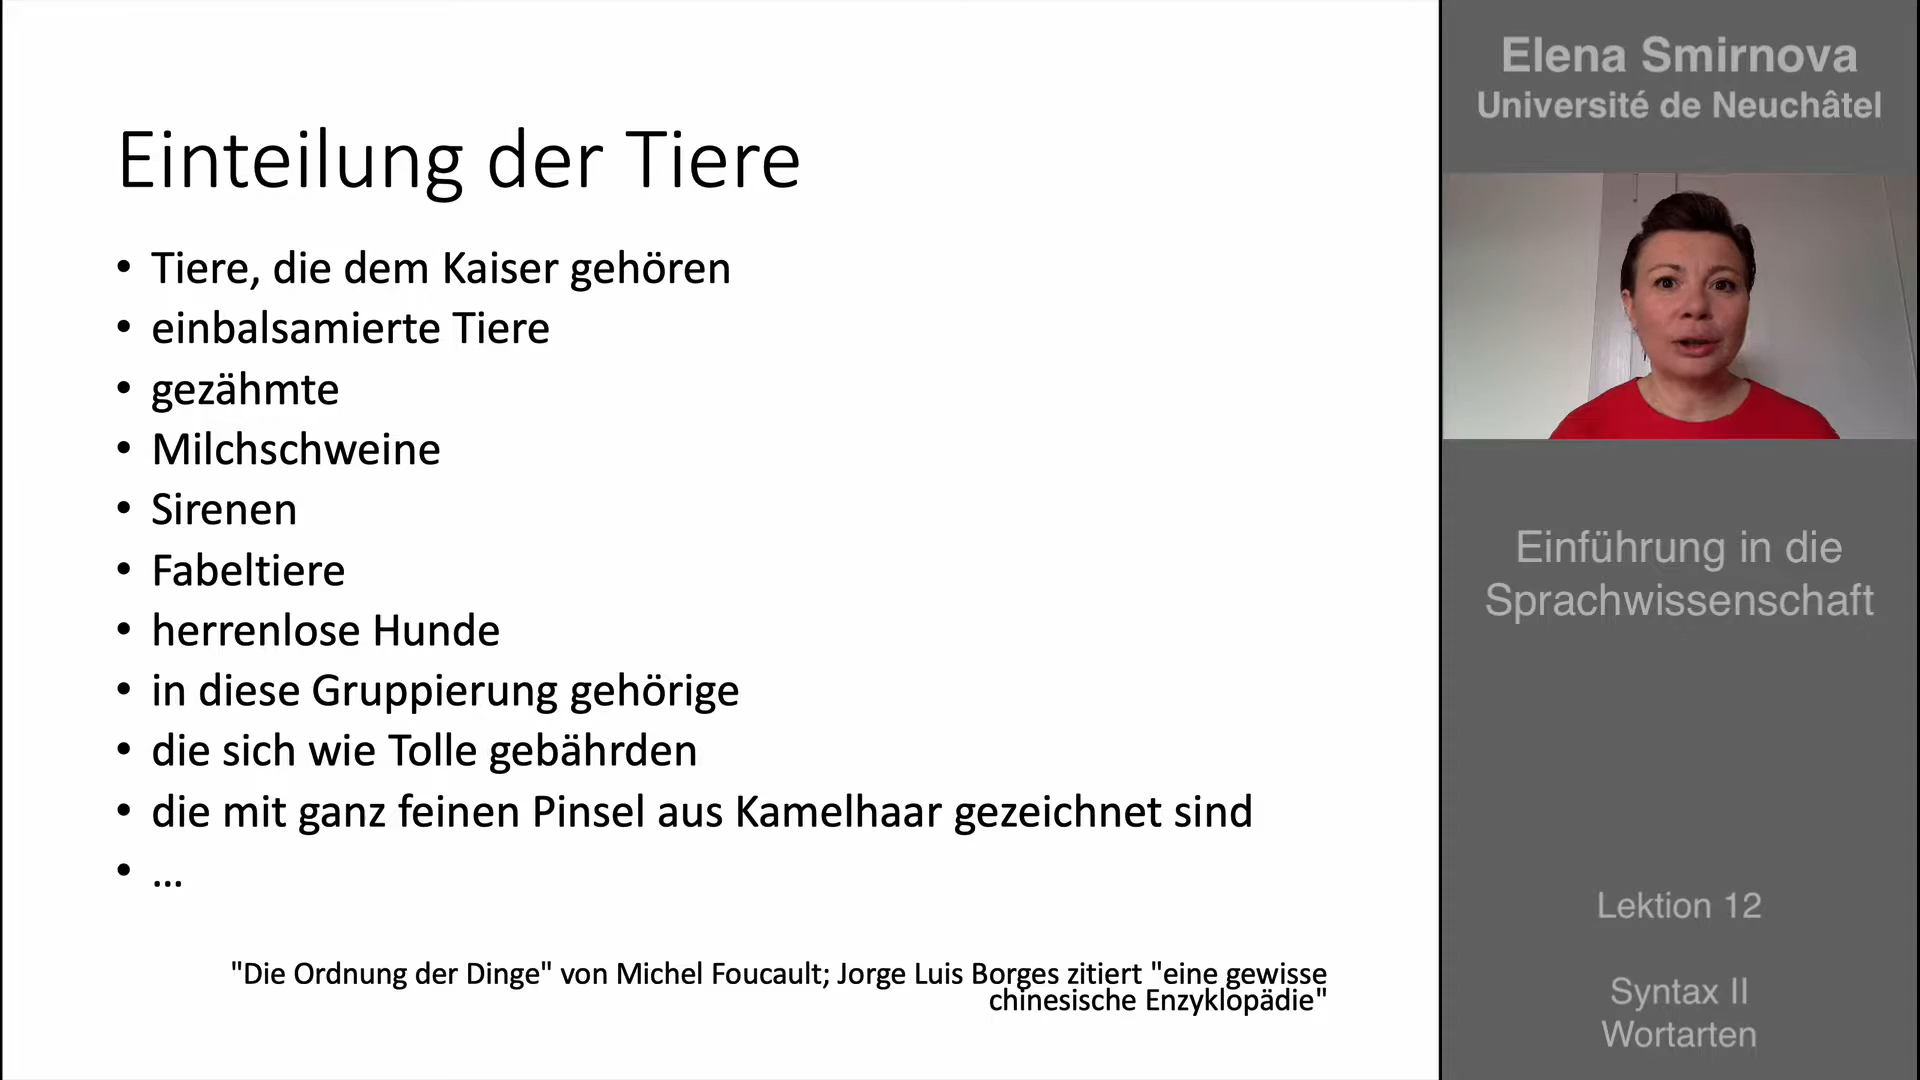 Einteilung der Tiere
• Tiere, die dem Kaiser gehören
• einbalsamierte Tiere
• gezähmte
• Milchschweine
• Sirenen
• Fabeltiere
• herrenlose Hunde
• in diese Gruppierung gehörige
• die sich wie Tolle gebährden
• die mit ganz feinen Pinsel aus Kamelhaar gezeichnet sind
• ...
"Die Ordnung der Dinge" von Michel Foucault; Jorge Luis Borges zitiert "eine gewisse
chinesische Enzyklopädie"
Elena Smirnova
Université de Neuchâtel
Einführung in die
Sprachwissenschaft
Lektion 12
Syntax II
Wortarten